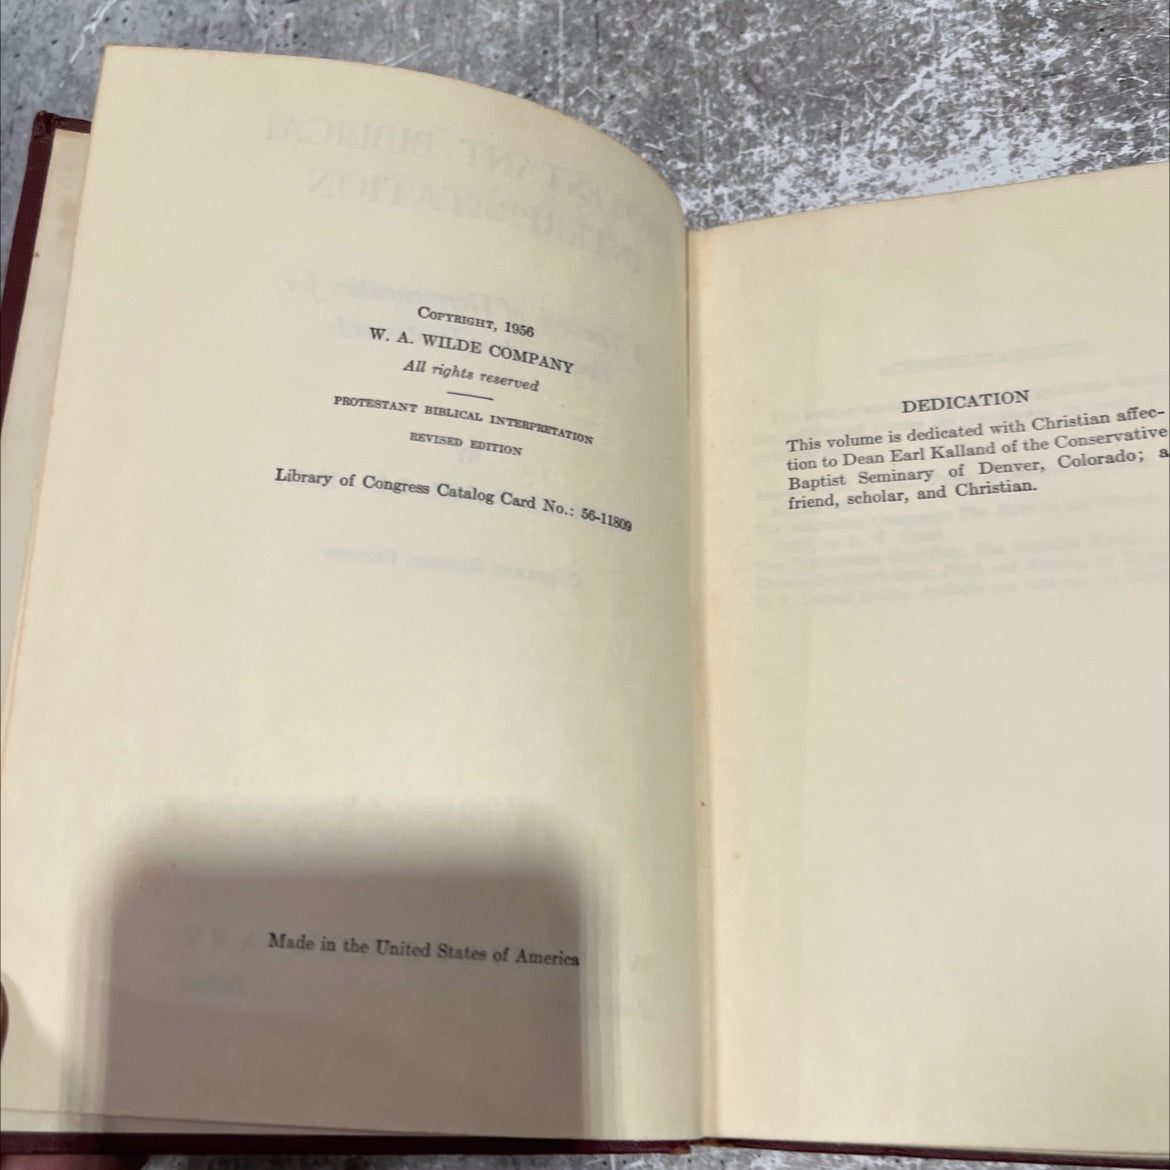 COPYRIGHT, 1956
W. A. WILDE COMPANY
All rights reserved
PROTESTANT BIBLICAL INTERPRETATION
REVISED EDITION
Library of Congress Catalog Card No.: 56-11809
Made in the United States of America
DEDICATION
This volume is dedicated with Christian affec-
tion to Dean Earl Kalland of the Conservative
Baptist Seminary of Denver, Colorado; a
friend, scholar, and Christian.